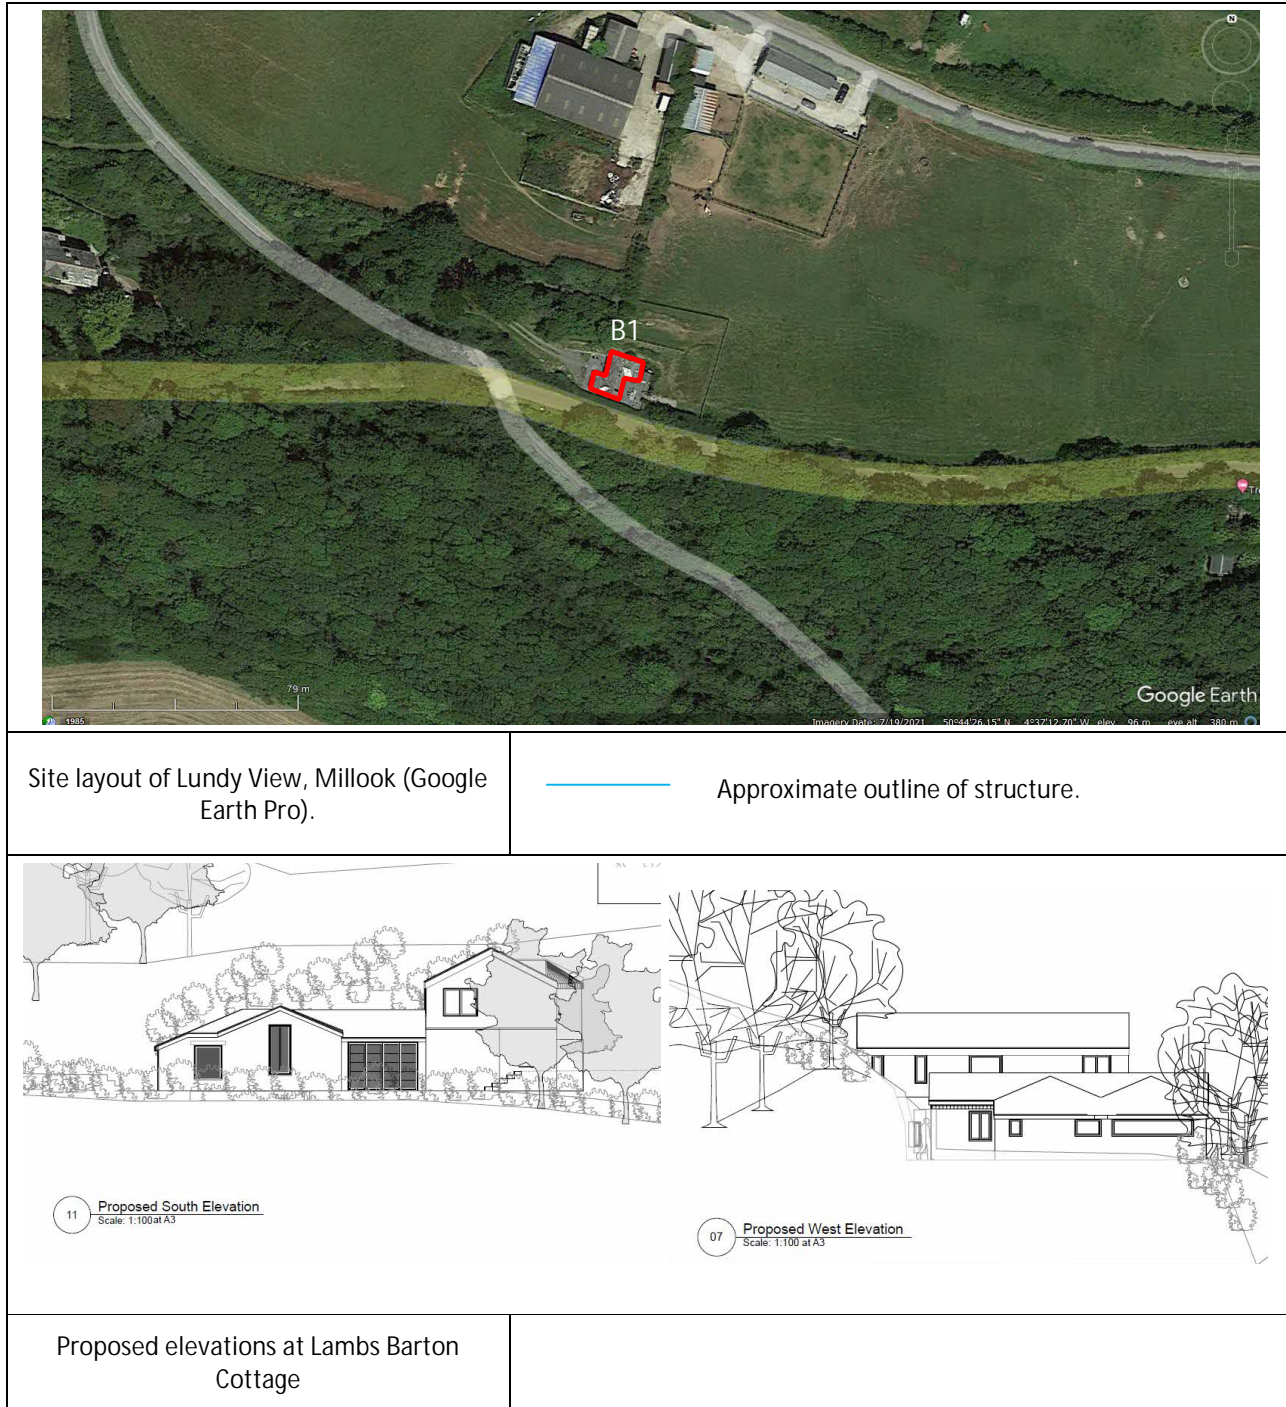 N
B1
79 m
1985
Google Earth
Imagery Date: 7/19/2021 50°44'26.15" N 4°37'12.70" W elev 96 m eye alt 380 m
Site layout of Lundy View, Millook (Google
Earth Pro).
Approximate outline of structure.
11
Proposed South Elevation
Scale: 1:100 at A3
07
Proposed West Elevation
Scale: 1:100 at A3
Proposed elevations at Lambs Barton
Cottage